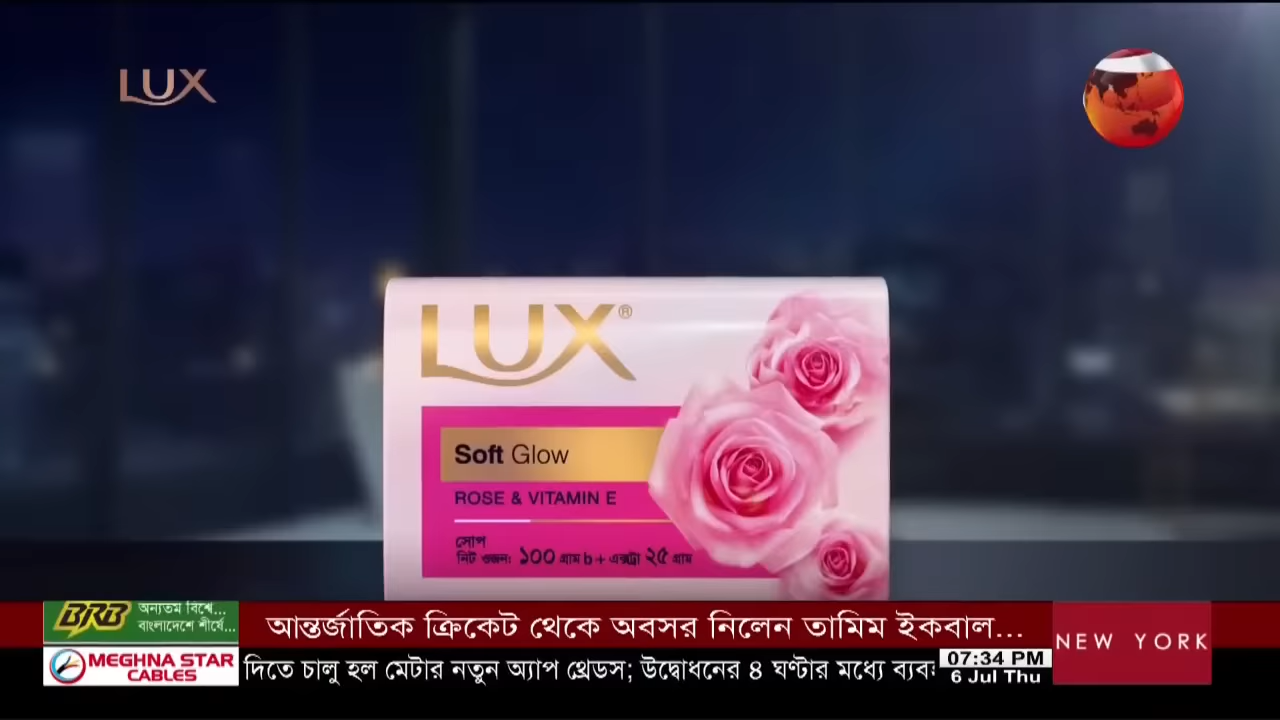 LUX
LUX®
Soft Glow
ROSE & VITAMIN E
সোপ
নিট ওজন: ১০০ গ্রাম b + এক্সট্রা ২৫ গ্রাম
BRB
অন্যতম বিশ্বে...
বাংলাদেশে শীর্ষে...
আন্তর্জাতিক ক্রিকেট থেকে অবসর নিলেন তামিম ইকবাল...
NEW YORK
MEGHNA STAR
CABLES
দিতে চালু হল মেটার নতুন অ্যাপ থ্রেডস; উদ্বোধনের ৪ ঘণ্টার মধ্যে ব্যব
07:34 PM
6 Jul Thu